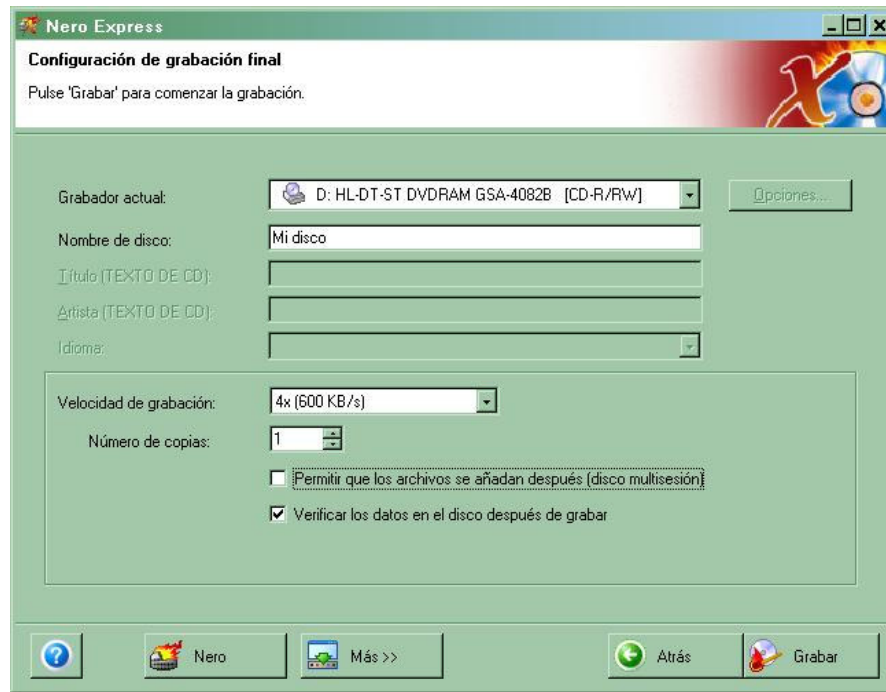 Nero Express
Configuración de grabación final
Pulse 'Grabar' para comenzar la grabación.
Grabador actual: D: HL-DT-ST DVDRAM GSA-4082B [CD-R/RW] Opciones...
Nombre de disco: Mi disco
Título (TEXTO DE CD):
Artista (TEXTO DE CD):
Idioma:
Velocidad de grabación: 4x (600 KB/s)
Número de copias: 1
Permitir que los archivos se añadan después (disco multisesión)
Verificar los datos en el disco después de grabar
Nero Más >> Atrás Grabar